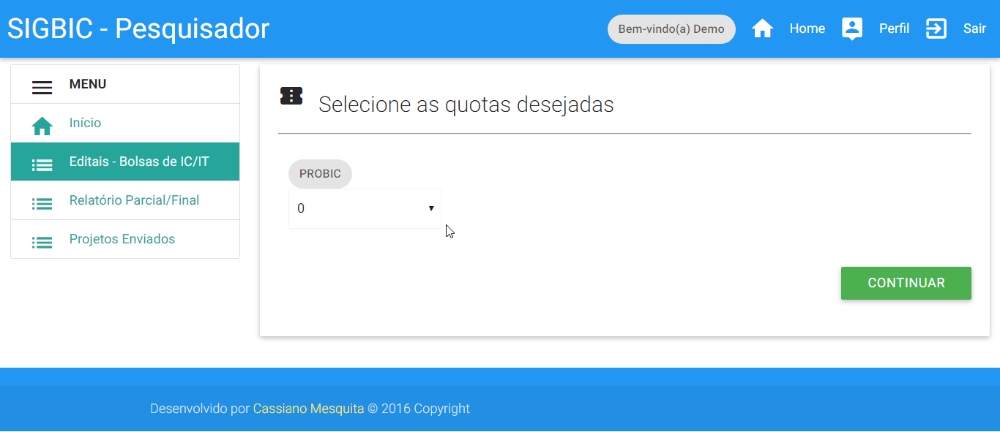 SIGBIC - Pesquisador
Bem-vindo(a) Demo
Home
Perfil
Sair
MENU
Início
Editais - Bolsas de IC/IT
Relatório Parcial/Final
Projetos Enviados
Selecione as quotas desejadas
PROBIC
0
CONTINUAR
Desenvolvido por Cassiano Mesquita © 2016 Copyright